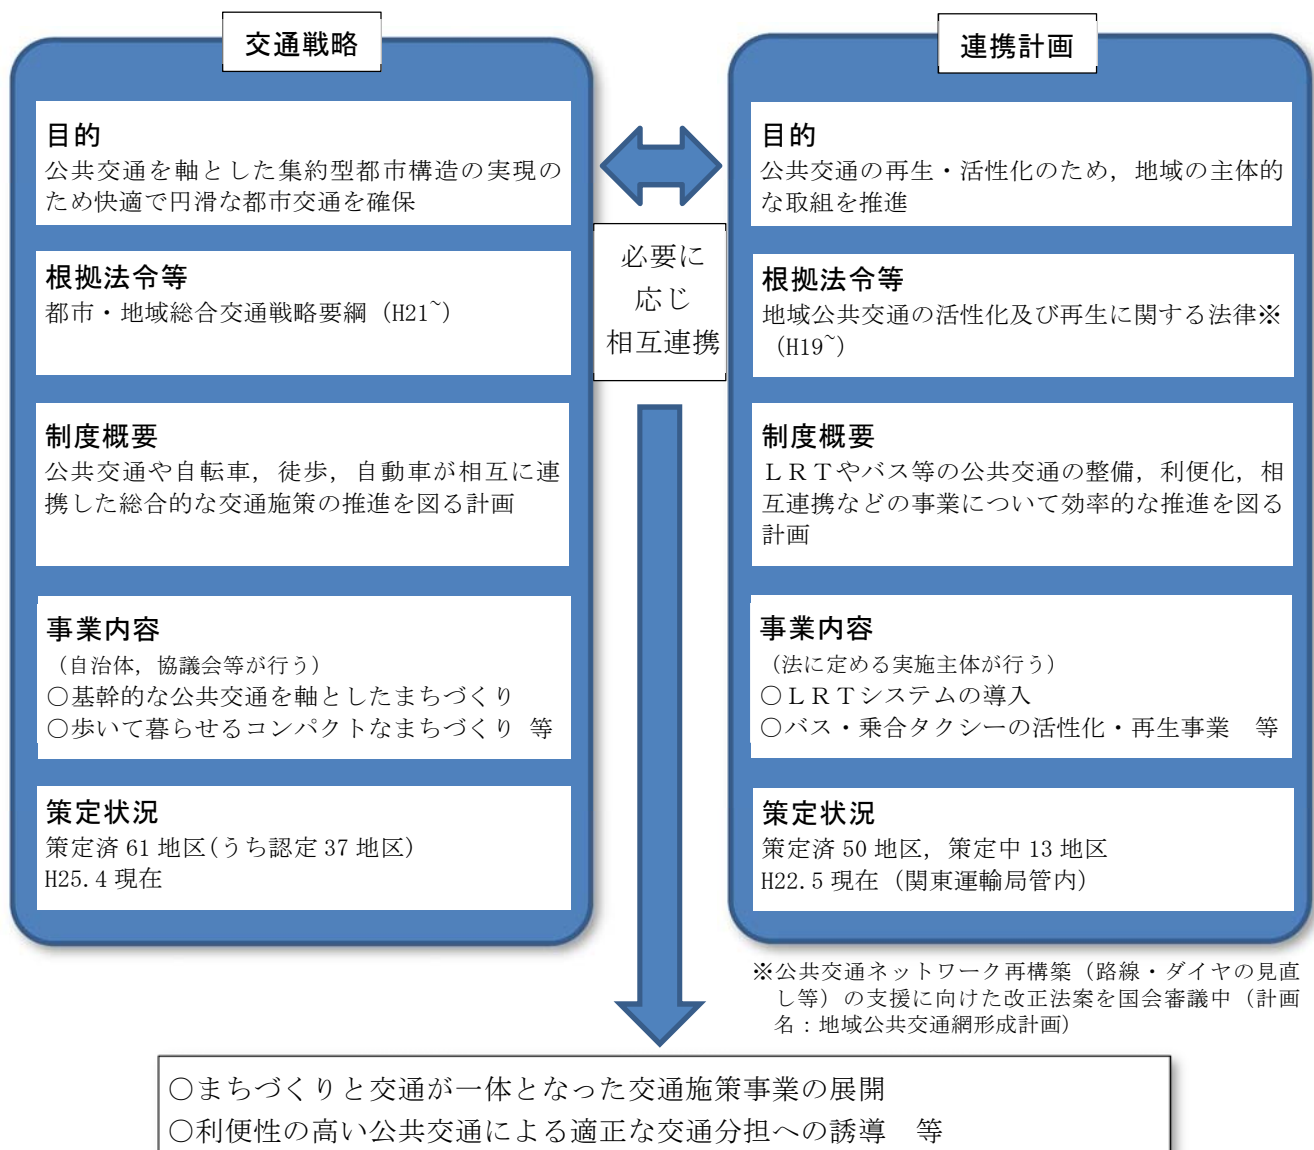 交通戦略
目的
公共交通を軸とした集約型都市構造の実現の
ため快適で円滑な都市交通を確保
根拠法令等
都市・地域総合交通戦略要綱（H21~）
制度概要
公共交通や自転車，徒歩，自動車が相互に連
携した総合的な交通施策の推進を図る計画
事業内容
（自治体，協議会等が行う）
○基幹的な公共交通を軸としたまちづくり
○歩いて暮らせるコンパクトなまちづくり 等
策定状況
策定済 61 地区(うち認定 37 地区)
H25.4 現在
必要に
応じ
相互連携
連携計画
目的
公共交通の再生・活性化のため，地域の主体的
な取組を推進
根拠法令等
地域公共交通の活性化及び再生に関する法律※
（H19~）
制度概要
ＬＲＴやバス等の公共交通の整備，利便化，相
互連携などの事業について効率的な推進を図る
計画
事業内容
（法に定める実施主体が行う）
○ＬＲＴシステムの導入
○バス・乗合タクシーの活性化・再生事業　等
策定状況
策定済 50 地区，策定中 13 地区
H22.5 現在（関東運輸局管内）
※公共交通ネットワーク再構築（路線・ダイヤの見直
し等）の支援に向けた改正法案を国会審議中（計画
名：地域公共交通網形成計画）
○まちづくりと交通が一体となった交通施策事業の展開
○利便性の高い公共交通による適正な交通分担への誘導　等